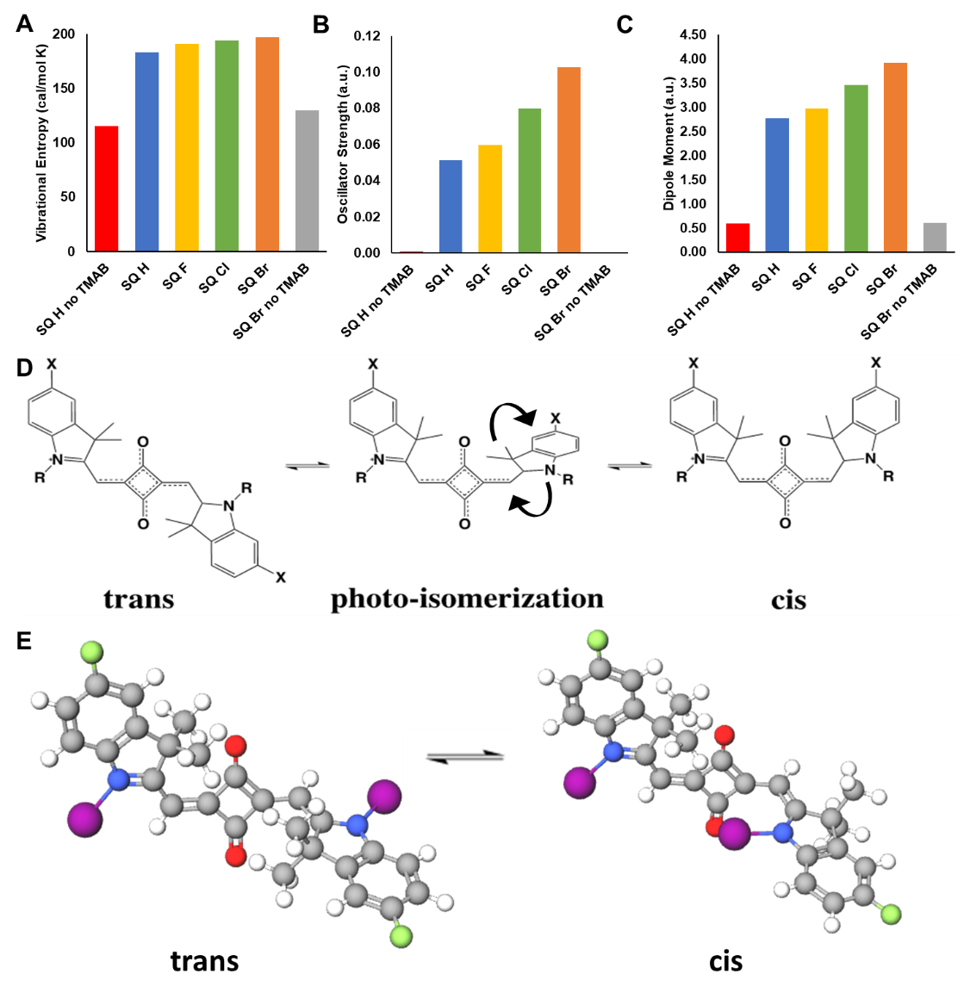 A
Vibrational Entropy (cal/mol K)
200
150
100
50
0
SQ H no TMAB
SQ H
SQ F
SQ Cl
SQ Br
SQ Br no TMAB
B
Oscillator Strength (a.u.)
0.12
0.10
0.08
0.06
0.04
0.02
0.00
SQ H no TMAB
SQ H
SQ F
SQ Cl
SQ Br
SQ Br no TMAB
C
Dipole Moment (a.u.)
4.50
4.00
3.50
3.00
2.50
2.00
1.50
1.00
0.50
0.00
SQ H no TMAB
SQ H
SQ F
SQ Cl
SQ Br
SQ Br no TMAB
D
X
N+
R
O
O
R
N
X
trans
X
N+
R
O
O
X
N
R
photo-isomerization
X
N+
R
O
O
X
N
R
cis
E
trans
cis